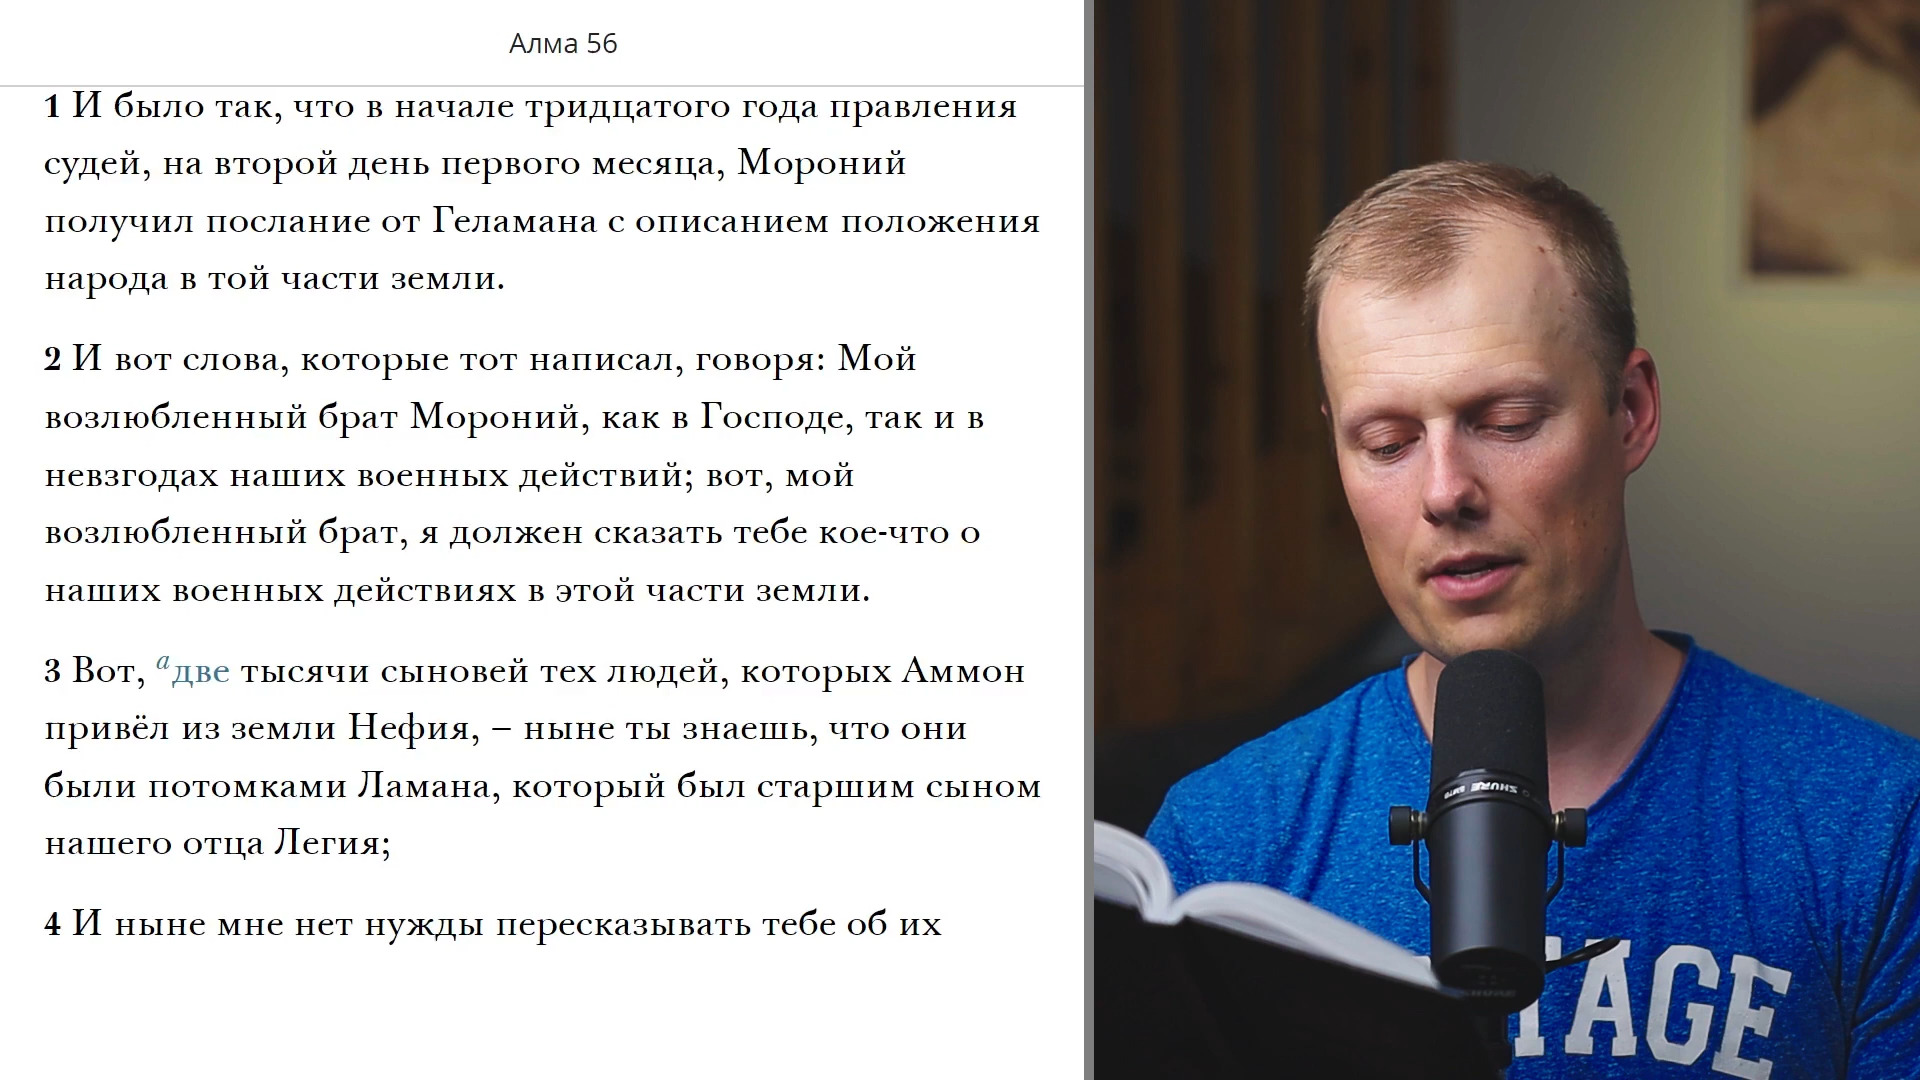 Алма 56
1 И было так, что в начале тридцатого года правления
судей, на второй день первого месяца, Мороний
получил послание от Геламана с описанием положения
народа в той части земли.
2 И вот слова, которые тот написал, говоря: Мой
возлюбленный брат Мороний, как в Господе, так и в
невзгодах наших военных действий; вот, мой
возлюбленный брат, я должен сказать тебе кое-что о
наших военных действиях в этой части земли.
3 Вот, aдве тысячи сыновей тех людей, которых Аммон
привёл из земли Нефия, – ныне ты знаешь, что они
были потомками Ламана, который был старшим сыном
нашего отца Легия;
4 И ныне мне нет нужды пересказывать тебе об их
SHURE SM7B
TAGE